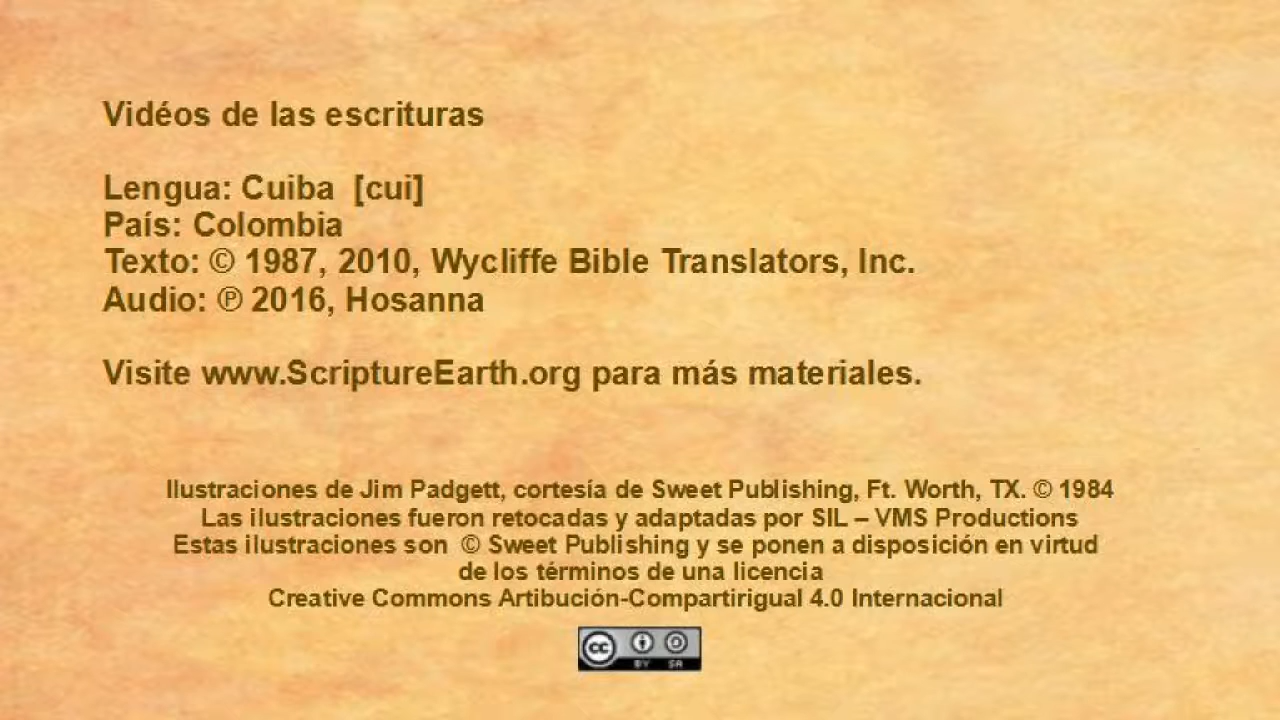 Vidéos de las escrituras
Lengua: Cuiba [cui]
País: Colombia
Texto: © 1987, 2010, Wycliffe Bible Translators, Inc.
Audio: ℗ 2016, Hosanna
Visite www.ScriptureEarth.org para más materiales.
Ilustraciones de Jim Padgett, cortesía de Sweet Publishing, Ft. Worth, TX. © 1984
Las ilustraciones fueron retocadas y adaptadas por SIL – VMS Productions
Estas ilustraciones son © Sweet Publishing y se ponen a disposición en virtud
de los términos de una licencia
Creative Commons Artibución-Compartirigual 4.0 Internacional
cc BY SA